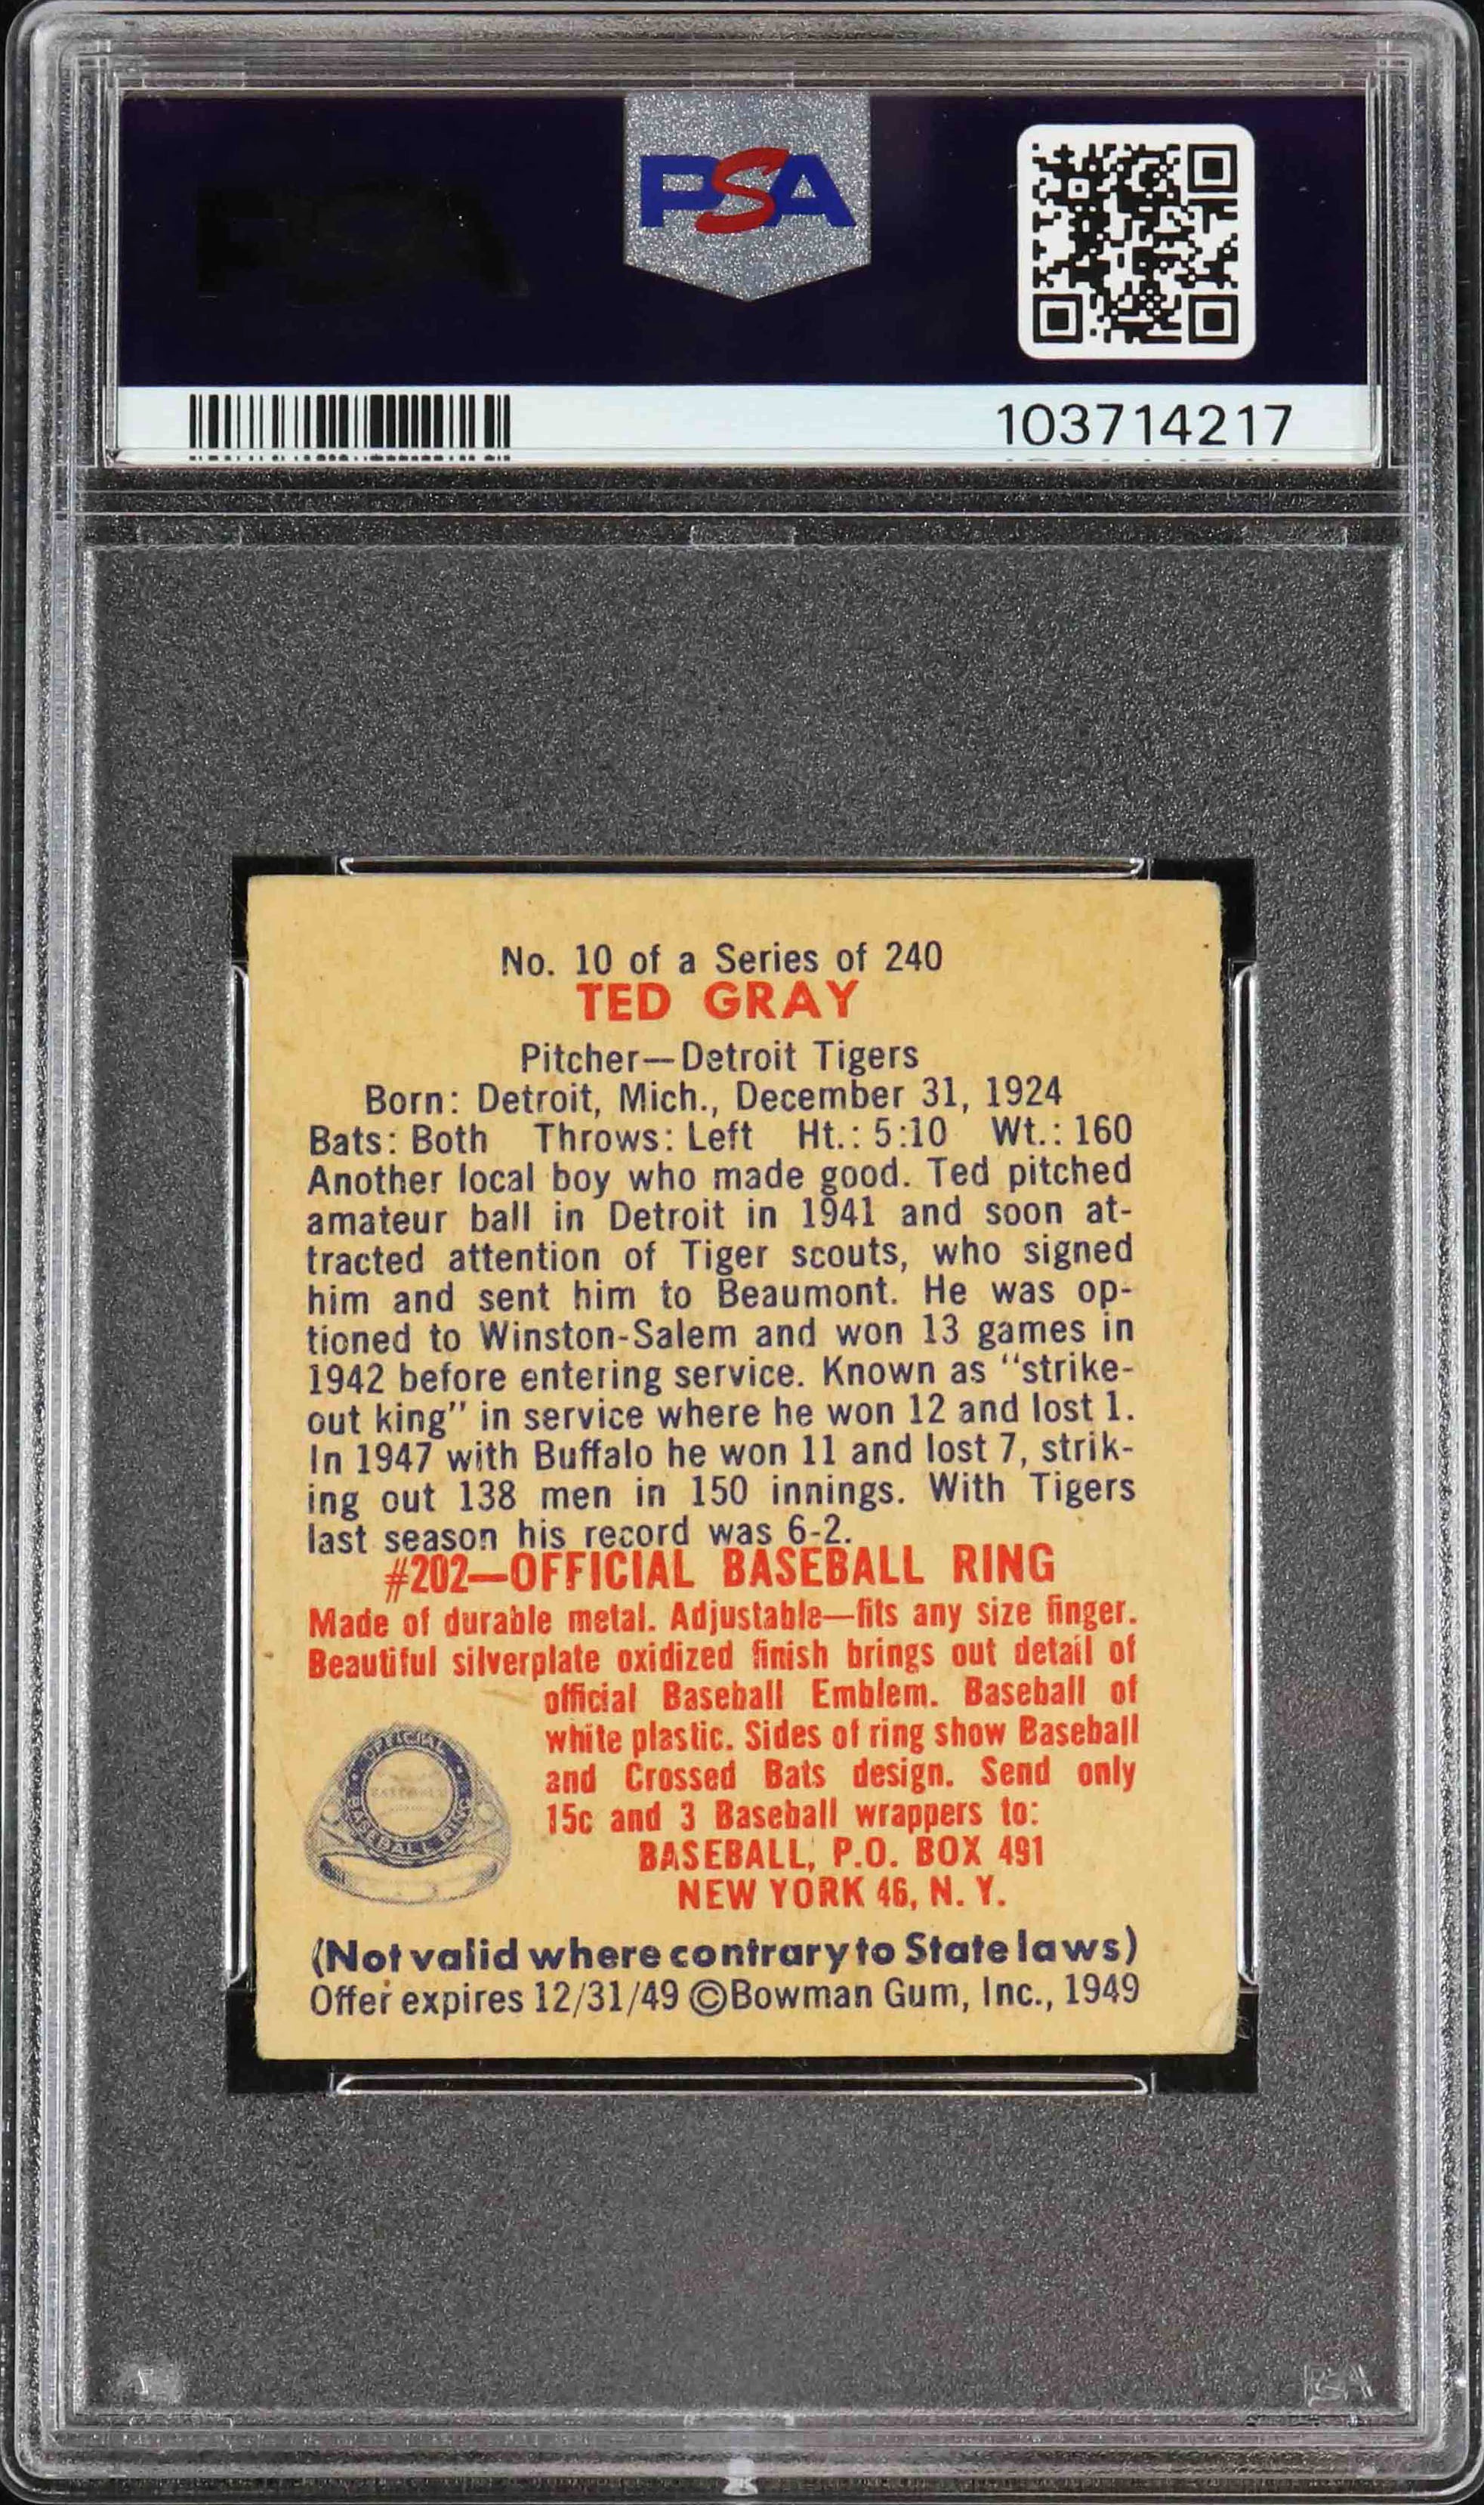 PSA
103714217
No. 10 of a Series of 240
TED GRAY
Pitcher—Detroit Tigers
Born: Detroit, Mich., December 31, 1924
Bats: Both Throws: Left Ht.: 5:10 Wt.: 160
Another local boy who made good. Ted pitched
amateur ball in Detroit in 1941 and soon at-
tracted attention of Tiger scouts, who signed
him and sent him to Beaumont. He was op-
tioned to Winston-Salem and won 13 games in
1942 before entering service. Known as "strike-
out king" in service where he won 12 and lost 1.
In 1947 with Buffalo he won 11 and lost 7, strik-
ing out 138 men in 150 innings. With Tigers
last season his record was 6-2.
#202—OFFICIAL BASEBALL RING
Made of durable metal. Adjustable—fits any size finger.
Beautiful silverplate oxidized finish brings out detail of
official Baseball Emblem. Baseball of
white plastic. Sides of ring show Baseball
and Crossed Bats design. Send only
15c and 3 Baseball wrappers to:
BASEBALL, P.O. BOX 491
NEW YORK 46, N. Y.
OFFICIAL
BASEBALL RING
(Not valid where contrary to State laws)
Offer expires 12/31/49 ©Bowman Gum, Inc., 1949
PSA